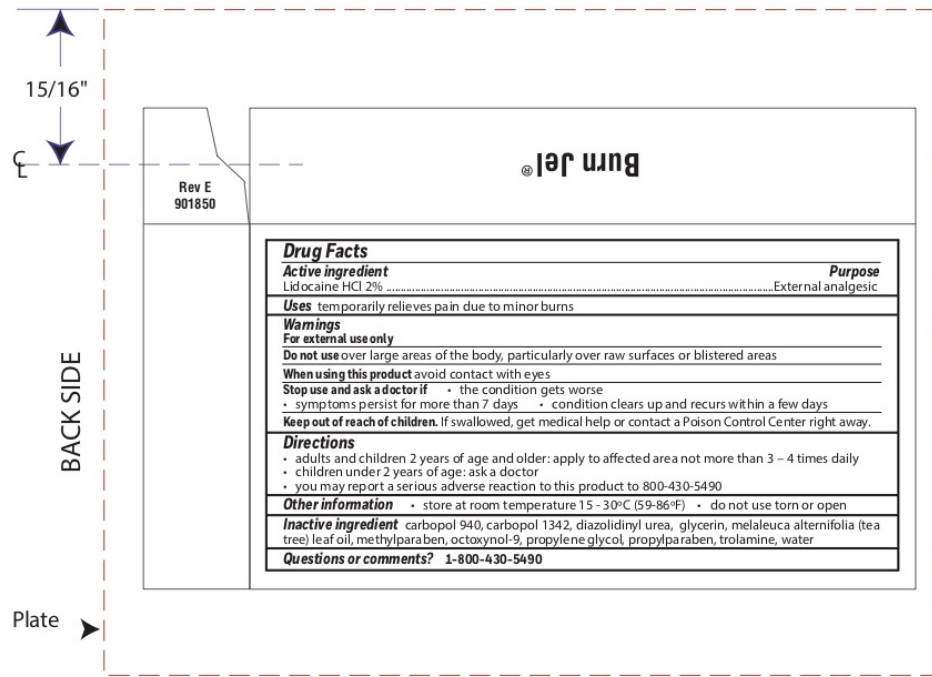 15/16"
CL
Burn Jel®
Rev E
901850
BACK SIDE
Drug Facts
Active ingredient Purpose
Lidocaine HCl 2% ........................................................................................................................External analgesic
Uses temporarily relieves pain due to minor burns
Warnings
For external use only
Do not use over large areas of the body, particularly over raw surfaces or blistered areas
When using this product avoid contact with eyes
Stop use and ask a doctor if • the condition gets worse
• symptoms persist for more than 7 days • condition clears up and recurs within a few days
Keep out of reach of children. If swallowed, get medical help or contact a Poison Control Center right away.
Directions
• adults and children 2 years of age and older: apply to affected area not more than 3 – 4 times daily
• children under 2 years of age: ask a doctor
• you may report a serious adverse reaction to this product to 800-430-5490
Other information • store at room temperature 15 - 30ºC (59-86ºF) • do not use torn or open
Inactive ingredient carbopol 940, carbopol 1342, diazolidinyl urea, glycerin, melaleuca alternifolia (tea
tree) leaf oil, methylparaben, octoxynol-9, propylene glycol, propylparaben, trolamine, water
Questions or comments? 1-800-430-5490
Plate